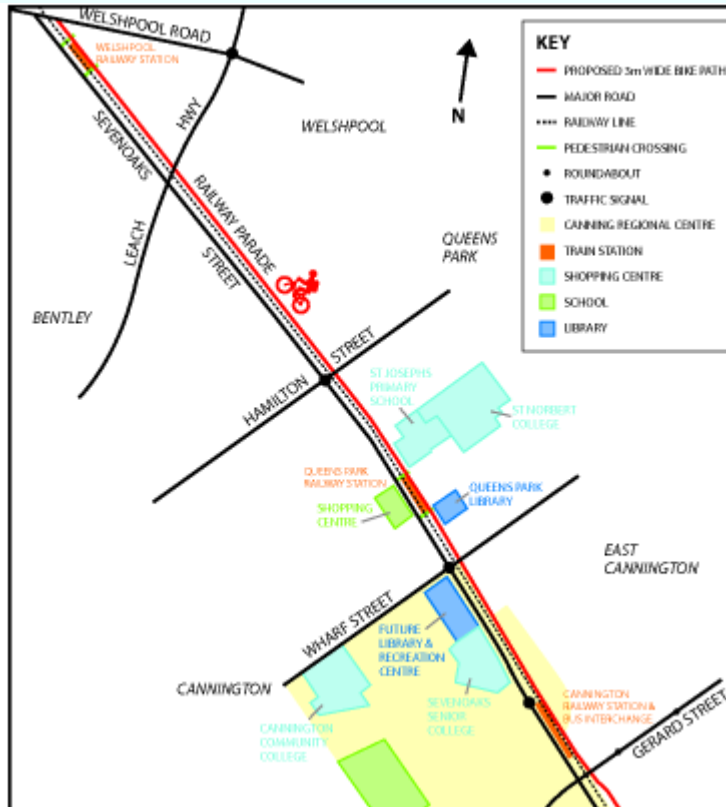 WELSHPOOL ROAD
WELSHPOOL
RAILWAY STATION
SEVENOAKS
STREET
LEACH
HWY
RAILWAY PARADE
N
WELSHPOOL
QUEENS
PARK
BENTLEY
HAMILTON
STREET
ST JOSEPHS
PRIMARY
SCHOOL
ST NORBERT
COLLEGE
QUEENS PARK
RAILWAY STATION
SHOPPING
CENTRE
QUEENS PARK
LIBRARY
EAST
CANNINGTON
WHARF STREET
FUTURE
LIBRARY &
RECREATION
CENTRE
CANNINGTON
CANNINGTON
COMMUNITY
COLLEGE
SEVENOAKS
SENIOR
COLLEGE
CANNINGTON
RAILWAY STATION &
BUS INTERCHANGE
GERARD STREET
KEY
PROPOSED 3m WIDE BIKE PATH
MAJOR ROAD
RAILWAY LINE
PEDESTRIAN CROSSING
ROUNDABOUT
TRAFFIC SIGNAL
CANNING REGIONAL CENTRE
TRAIN STATION
SHOPPING CENTRE
SCHOOL
LIBRARY